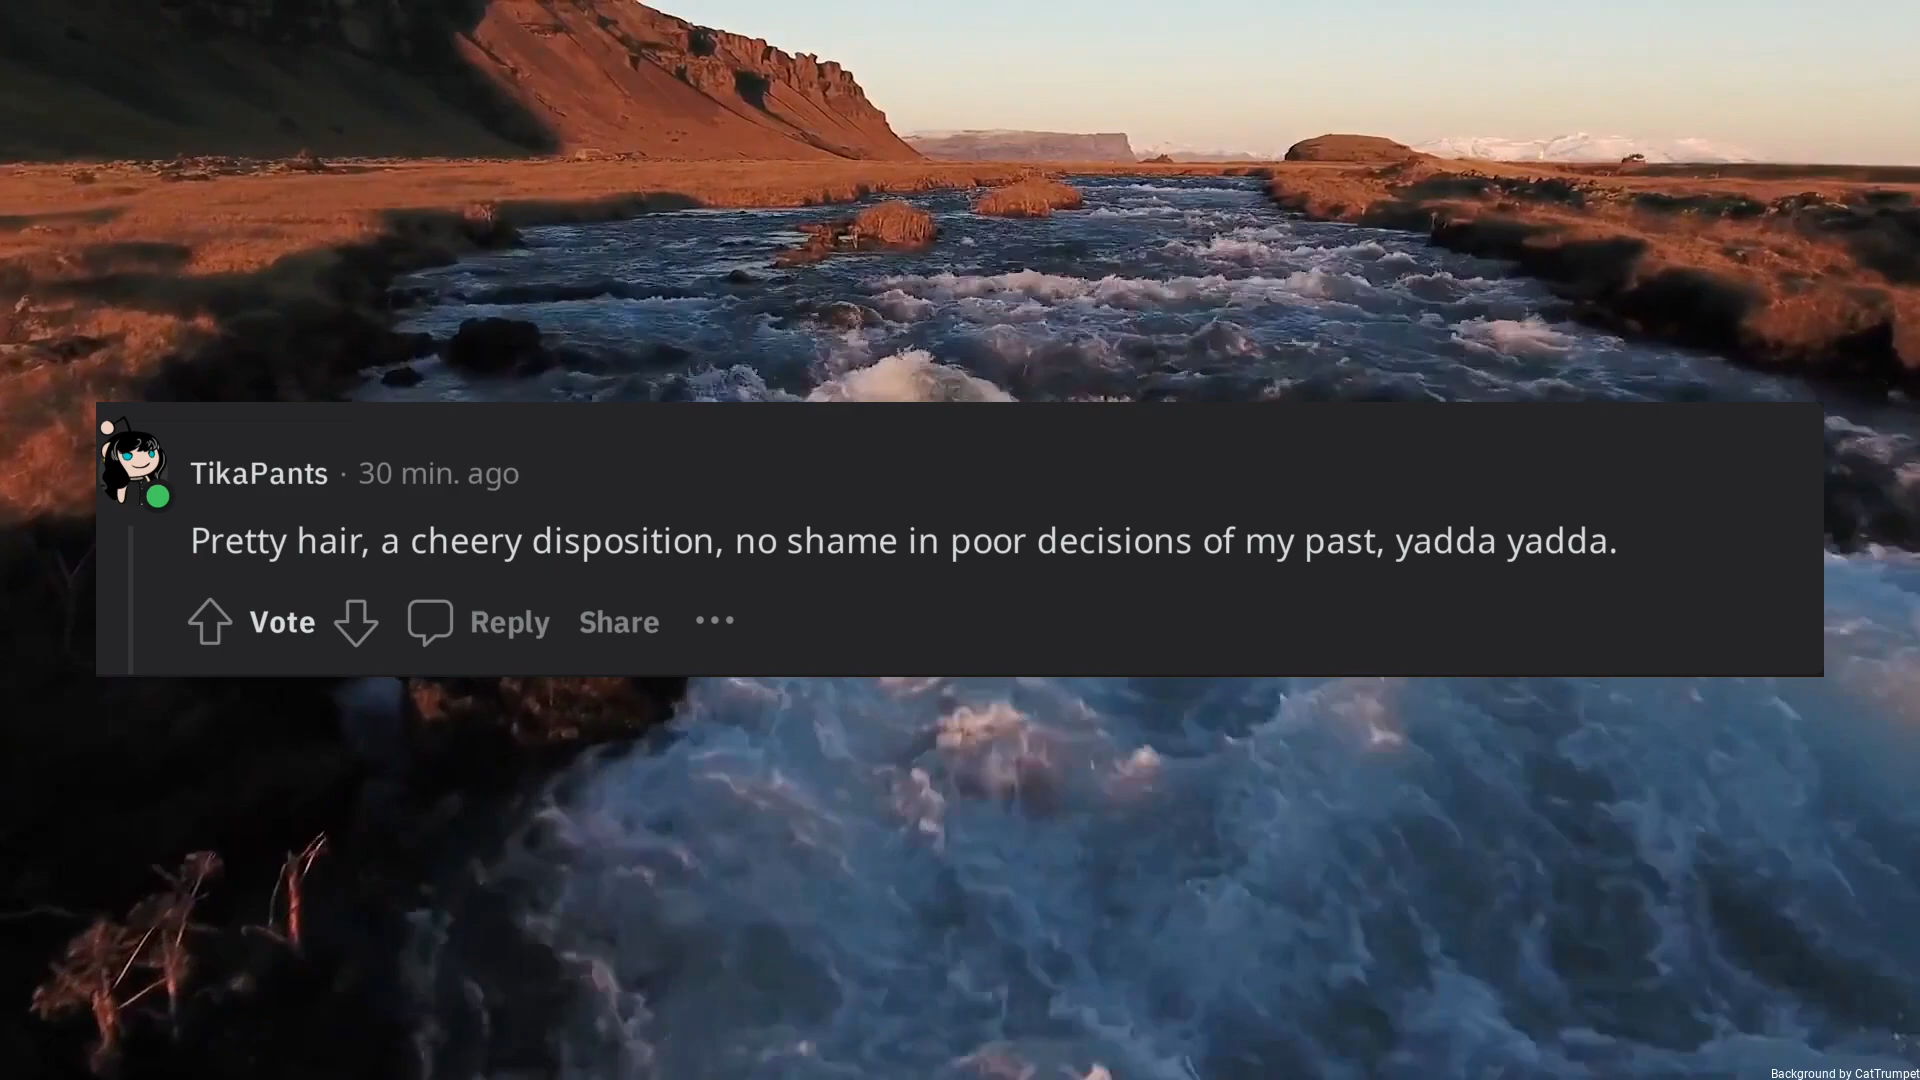 TikaPants · 30 min. ago
Pretty hair, a cheery disposition, no shame in poor decisions of my past, yadda yadda.
Vote Reply Share ···
Background by CatTrumpet